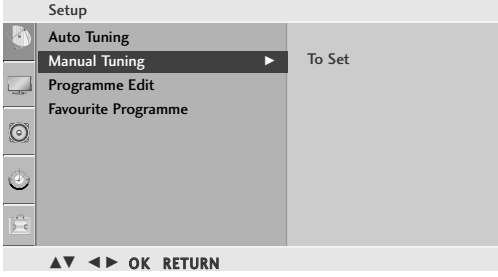 Setup
Auto Tuning
Manual Tuning ►
To Set
Programme Edit
Favourite Programme
▲▼ ◄► OK RETURN